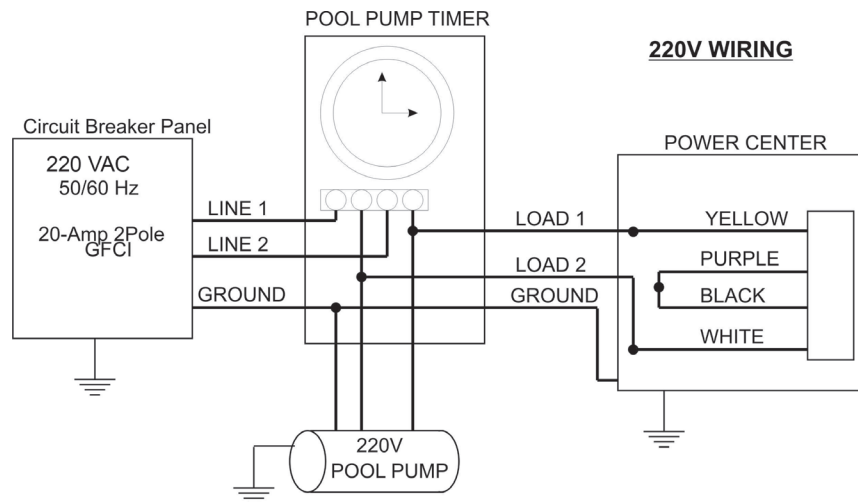 POOL PUMP TIMER
220V WIRING
Circuit Breaker Panel
220 VAC
50/60 Hz
20-Amp 2Pole
GFCI
LINE 1
LINE 2
GROUND
POWER CENTER
LOAD 1
LOAD 2
GROUND
YELLOW
PURPLE
BLACK
WHITE
220V
POOL PUMP